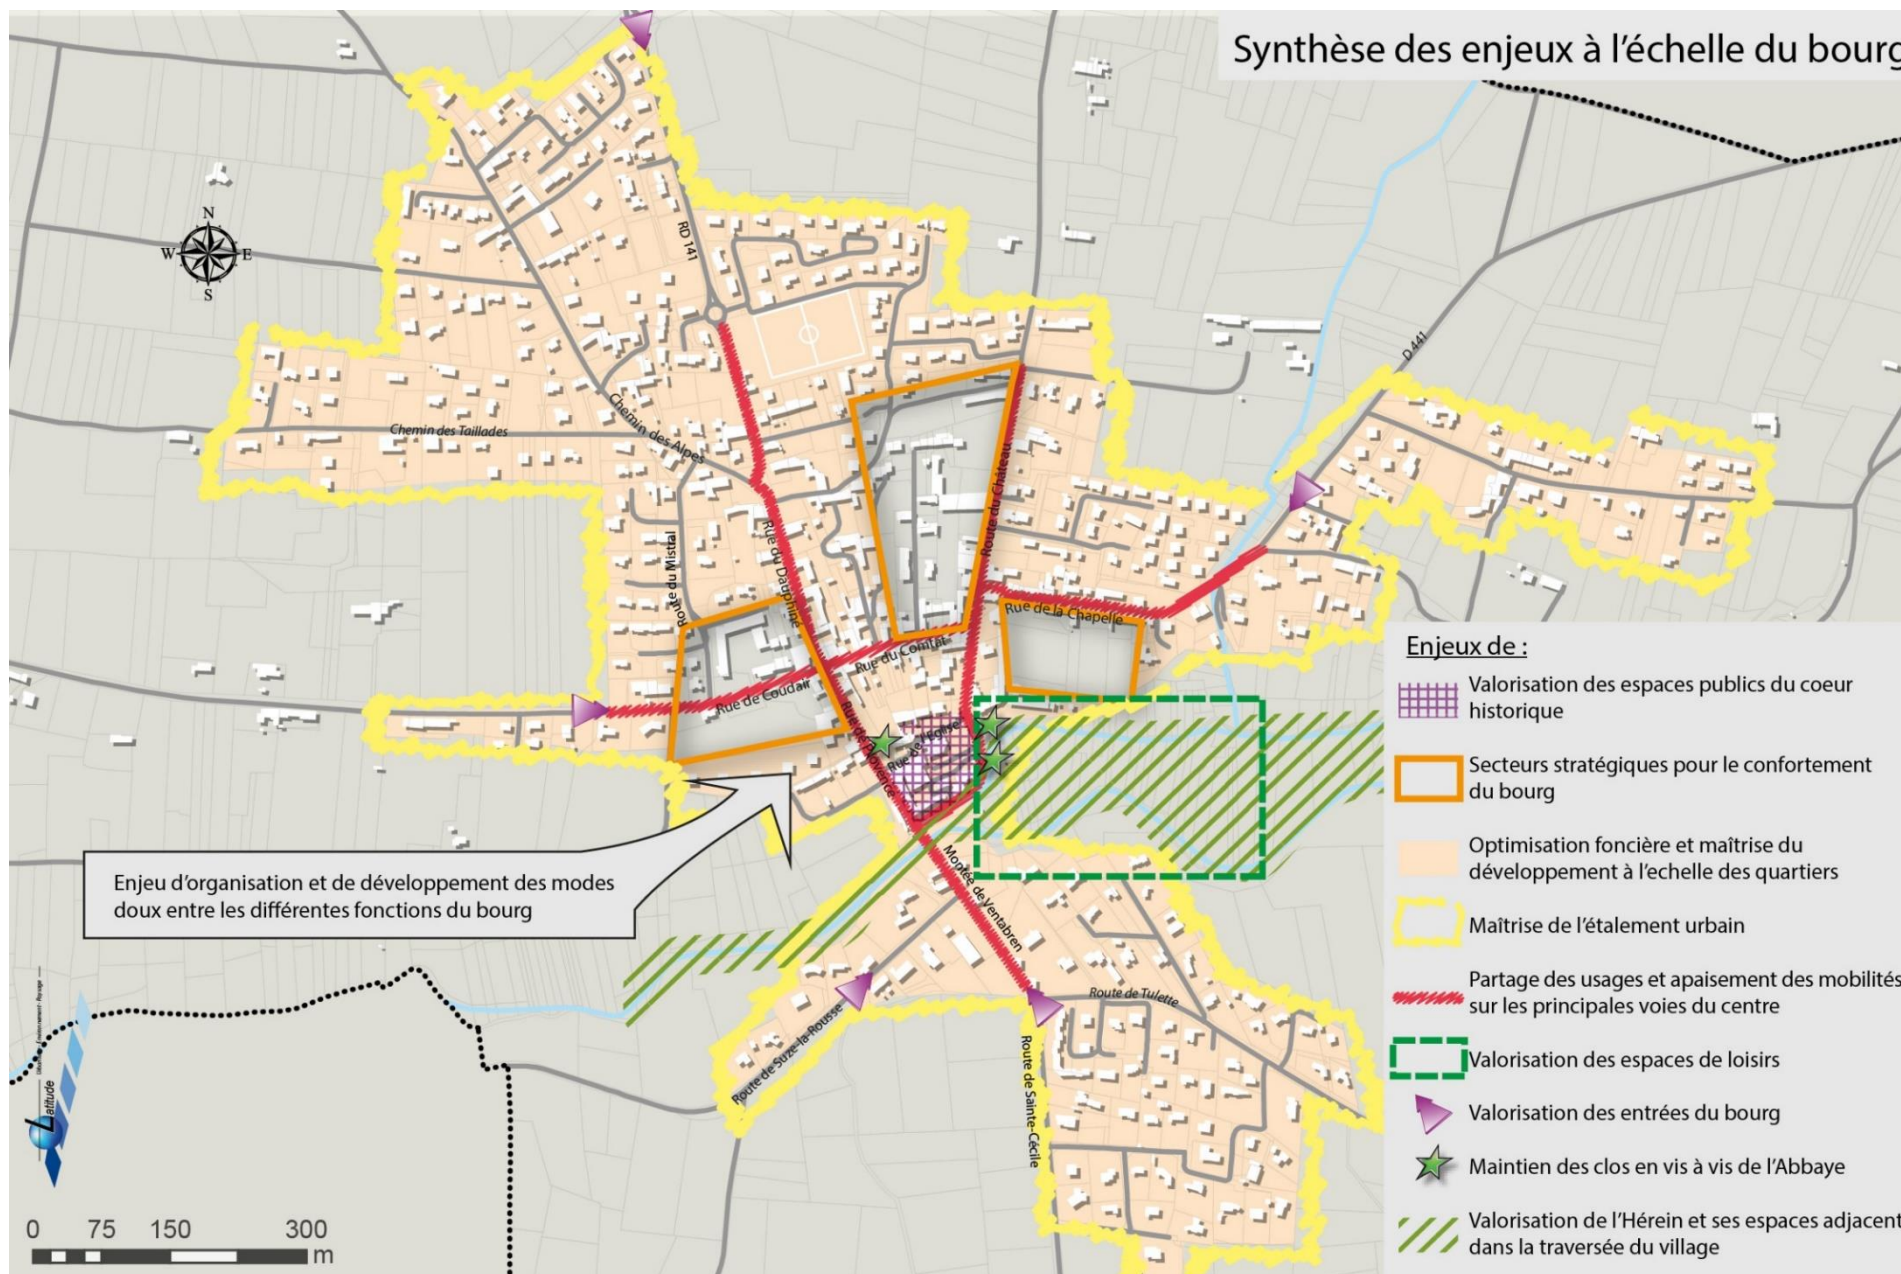 Synthèse des enjeux à l'échelle du bourg
N
W
E
S
RD 141
D 441
Chemin des Alpes
Chemin des Taillades
Route du Château
Rue du Dauphiné
Route du Mistral
Rue de la Chapelle
Rue du Comtat
Rue de Coudair
Rue de l'Eglise
Rue de Provence
Montée de Ventabren
Route de Tulette
Route de Suze-la-Rousse
Route de Sainte-Cécile
Enjeu d'organisation et de développement des modes
doux entre les différentes fonctions du bourg
Enjeux de :
Valorisation des espaces publics du coeur
historique
Secteurs stratégiques pour le confortement
du bourg
Optimisation foncière et maîtrise du
développement à l'echelle des quartiers
Maîtrise de l'étalement urbain
Partage des usages et apaisement des mobilités
sur les principales voies du centre
Valorisation des espaces de loisirs
Valorisation des entrées du bourg
Maintien des clos en vis à vis de l'Abbaye
Valorisation de l'Hérein et ses espaces adjacent
dans la traversée du village
Latitude
0 75 150 300
m